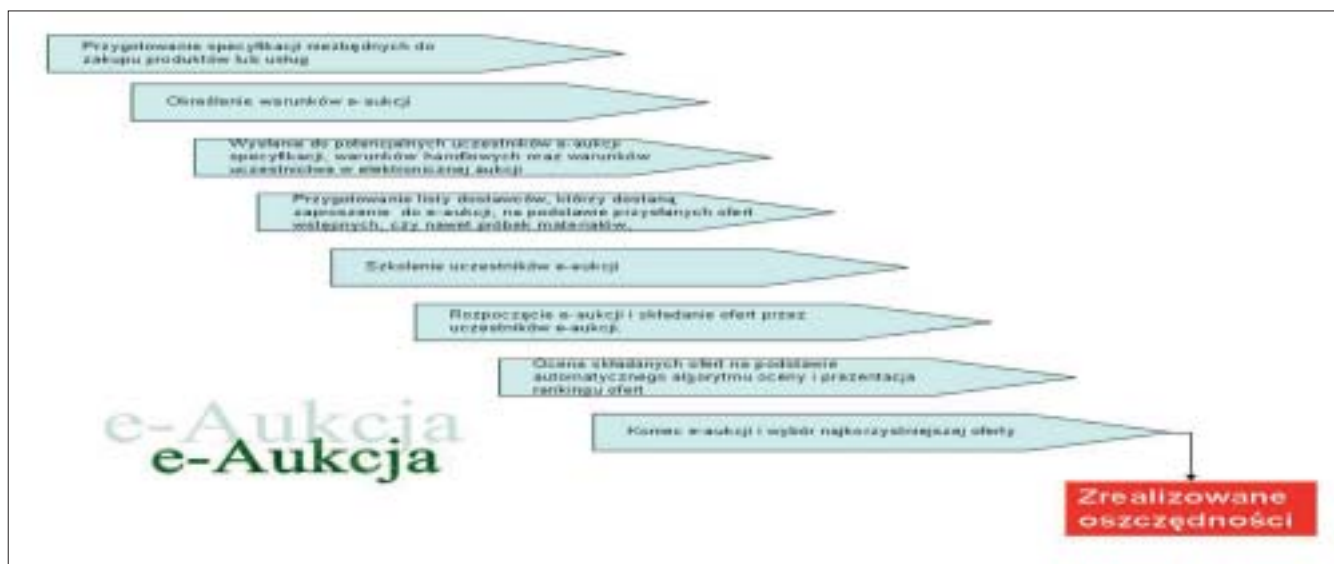 Przygotowanie specyfikacji niezbędnych do
zakupu produktów lub usług
Określenie warunków e-aukcji
Wysłanie do potencjalnych uczestników e-aukcji
specyfikacji, warunków handlowych oraz warunków
uczestnictwa w elektronicznej aukcji
Przygotowanie listy dostawców, którzy dostaną
zaproszenie do e-aukcji, na podstawie przysłanych ofert
wstępnych, czy nawet próbek materiałów.
Szkolenie uczestników e-aukcji
Rozpoczęcie e-aukcji i składanie ofert przez
uczestników e-aukcji.
Ocena składanych ofert na podstawie
automatycznego algorytmu oceny i prezentacja
rankingu ofert
Koniec e-aukcji i wybór najkorzystniejszej oferty
e-Aukcja
e-Aukcja
Zrealizowane
oszczędności